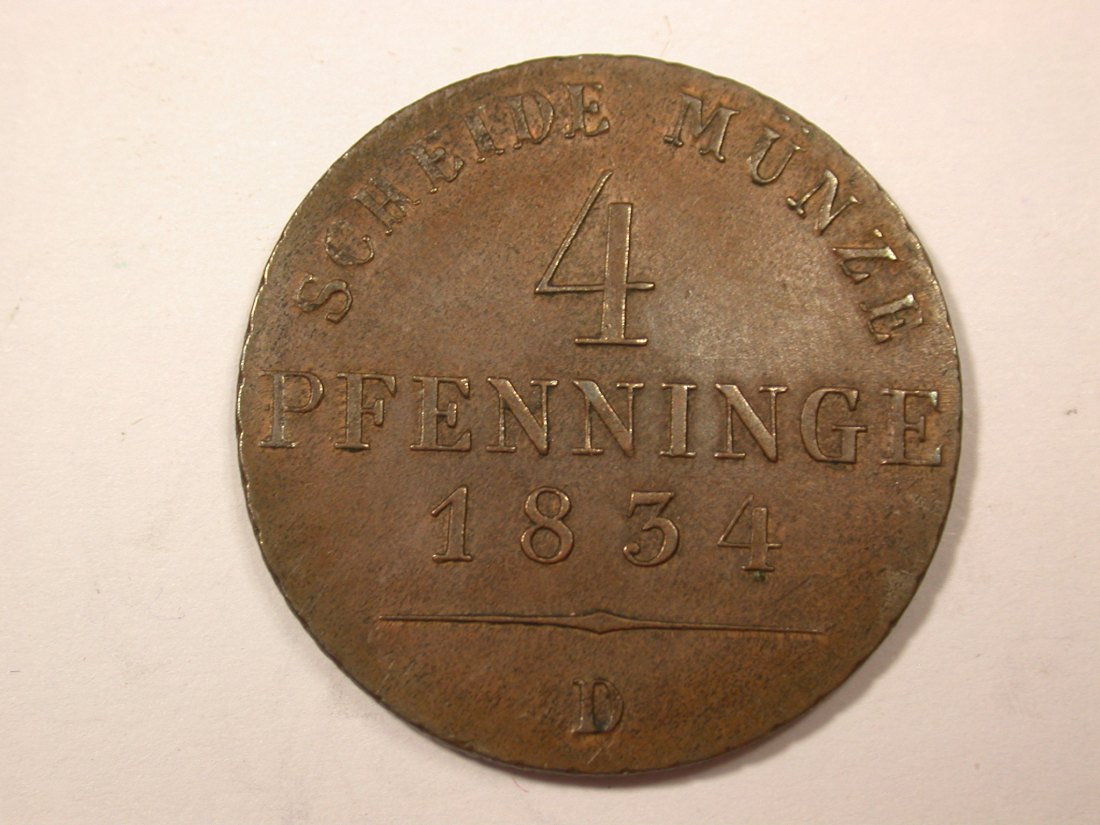 SCHEIDE MÜNZE
4
PFENNINGE
1834
D